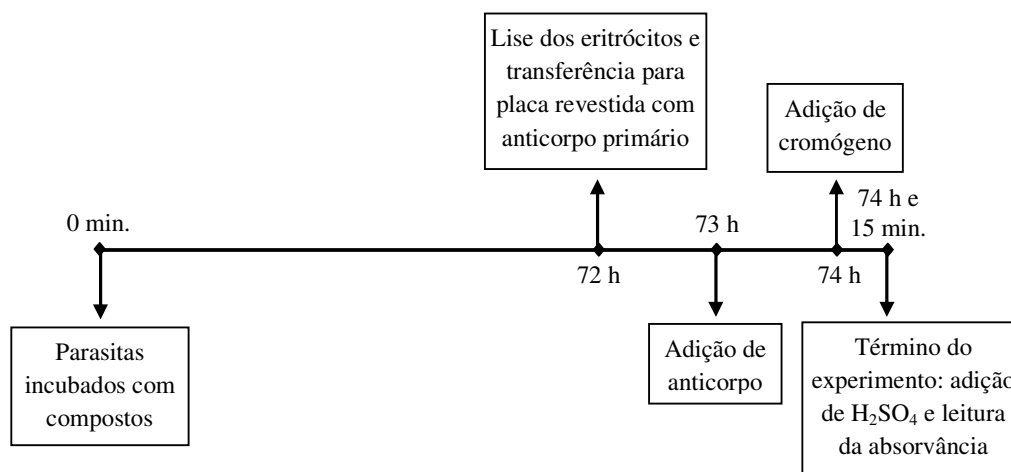 Lise dos eritrócitos e
transferência para
placa revestida com
anticorpo primário
Adição de
cromógeno
0 min.
73 h
74 h e
15 min.
72 h
74 h
Parasitas
incubados com
compostos
Adição de
anticorpo
Término do
experimento: adição
de H₂SO₄ e leitura
da absorvância